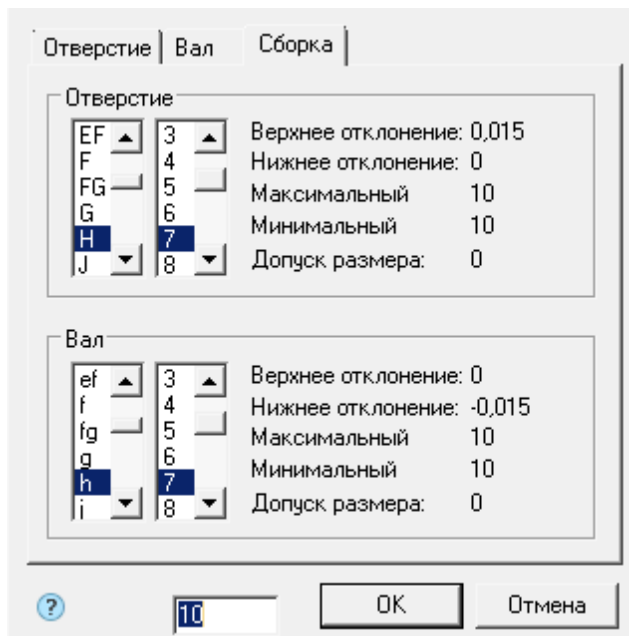 Отверстие Вал Сборка
Отверстие
EF 3 Верхнее отклонение: 0,015
F 4 Нижнее отклонение: 0
FG 5 Максимальный 10
G 6 Минимальный 10
H 7
J 8 Допуск размера: 0
Вал
ef 3 Верхнее отклонение: 0
f 4 Нижнее отклонение: -0,015
fg 5 Максимальный 10
g 6 Минимальный 10
h 7
j 8 Допуск размера: 0
? 10 OK Отмена